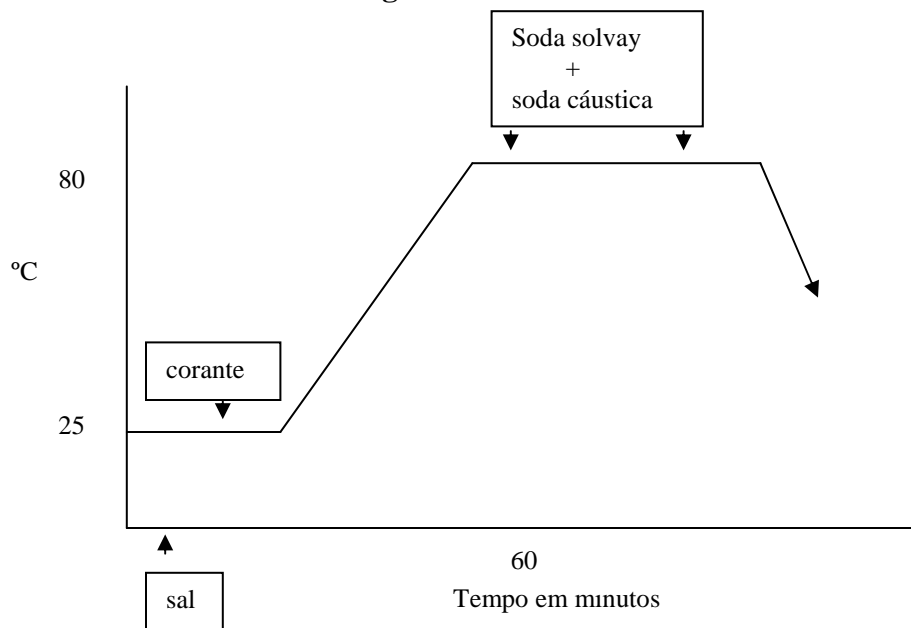 Soda solvay
+
soda cáustica
80
ºC
corante
25
60
sal
Tempo em minutos